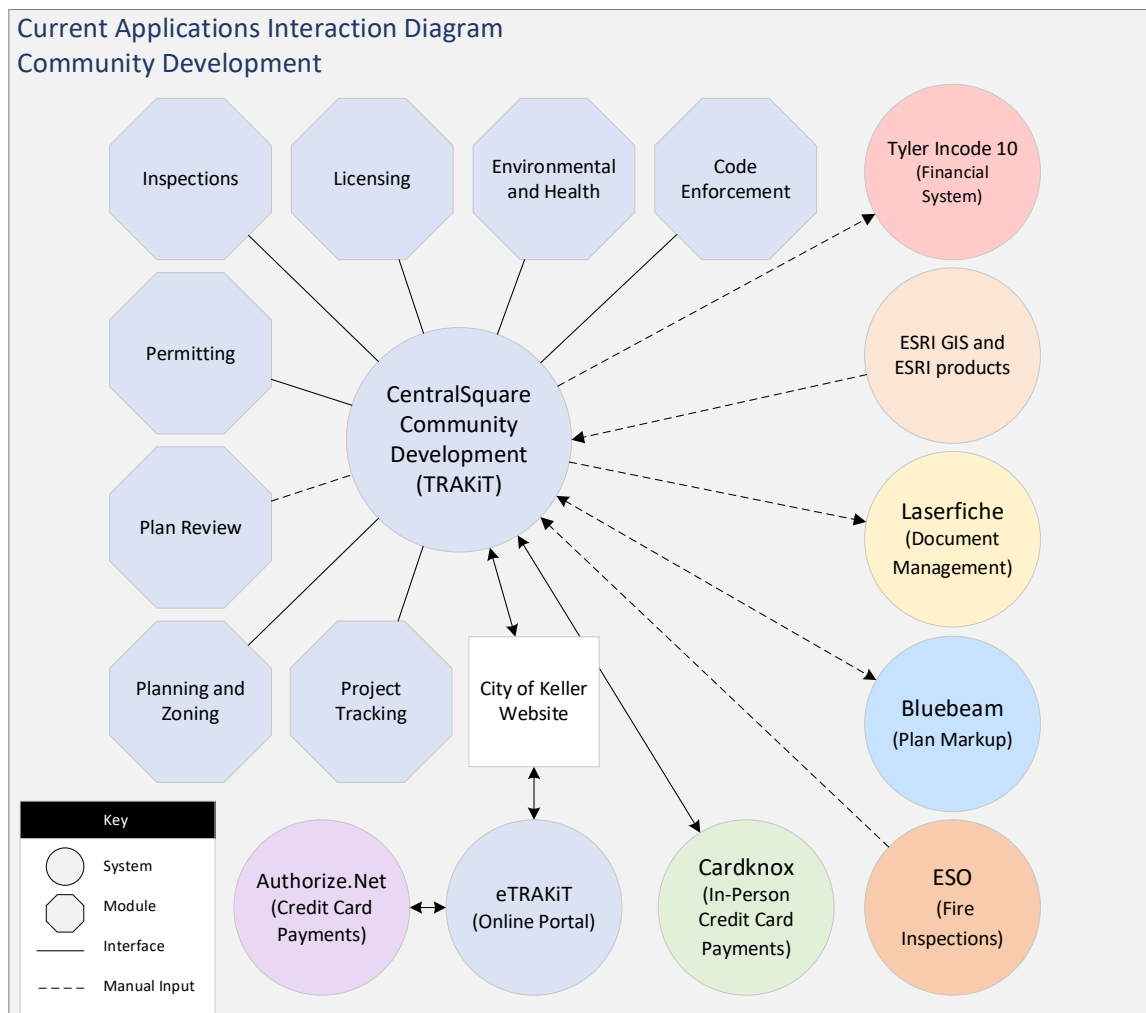 Current Applications Interaction Diagram
Community Development
Inspections
Licensing
Environmental
and Health
Code
Enforcement
Tyler Incode 10
(Financial
System)
Permitting
ESRI GIS and
ESRI products
CentralSquare
Community
Development
(TRAKiT)
Plan Review
Laserfiche
(Document
Management)
Planning and
Zoning
Project
Tracking
City of Keller
Website
Bluebeam
(Plan Markup)
Key
System
Module
Interface
Manual Input
Authorize.Net
(Credit Card
Payments)
eTRAKiT
(Online Portal)
Cardknox
(In-Person
Credit Card
Payments)
ESO
(Fire
Inspections)